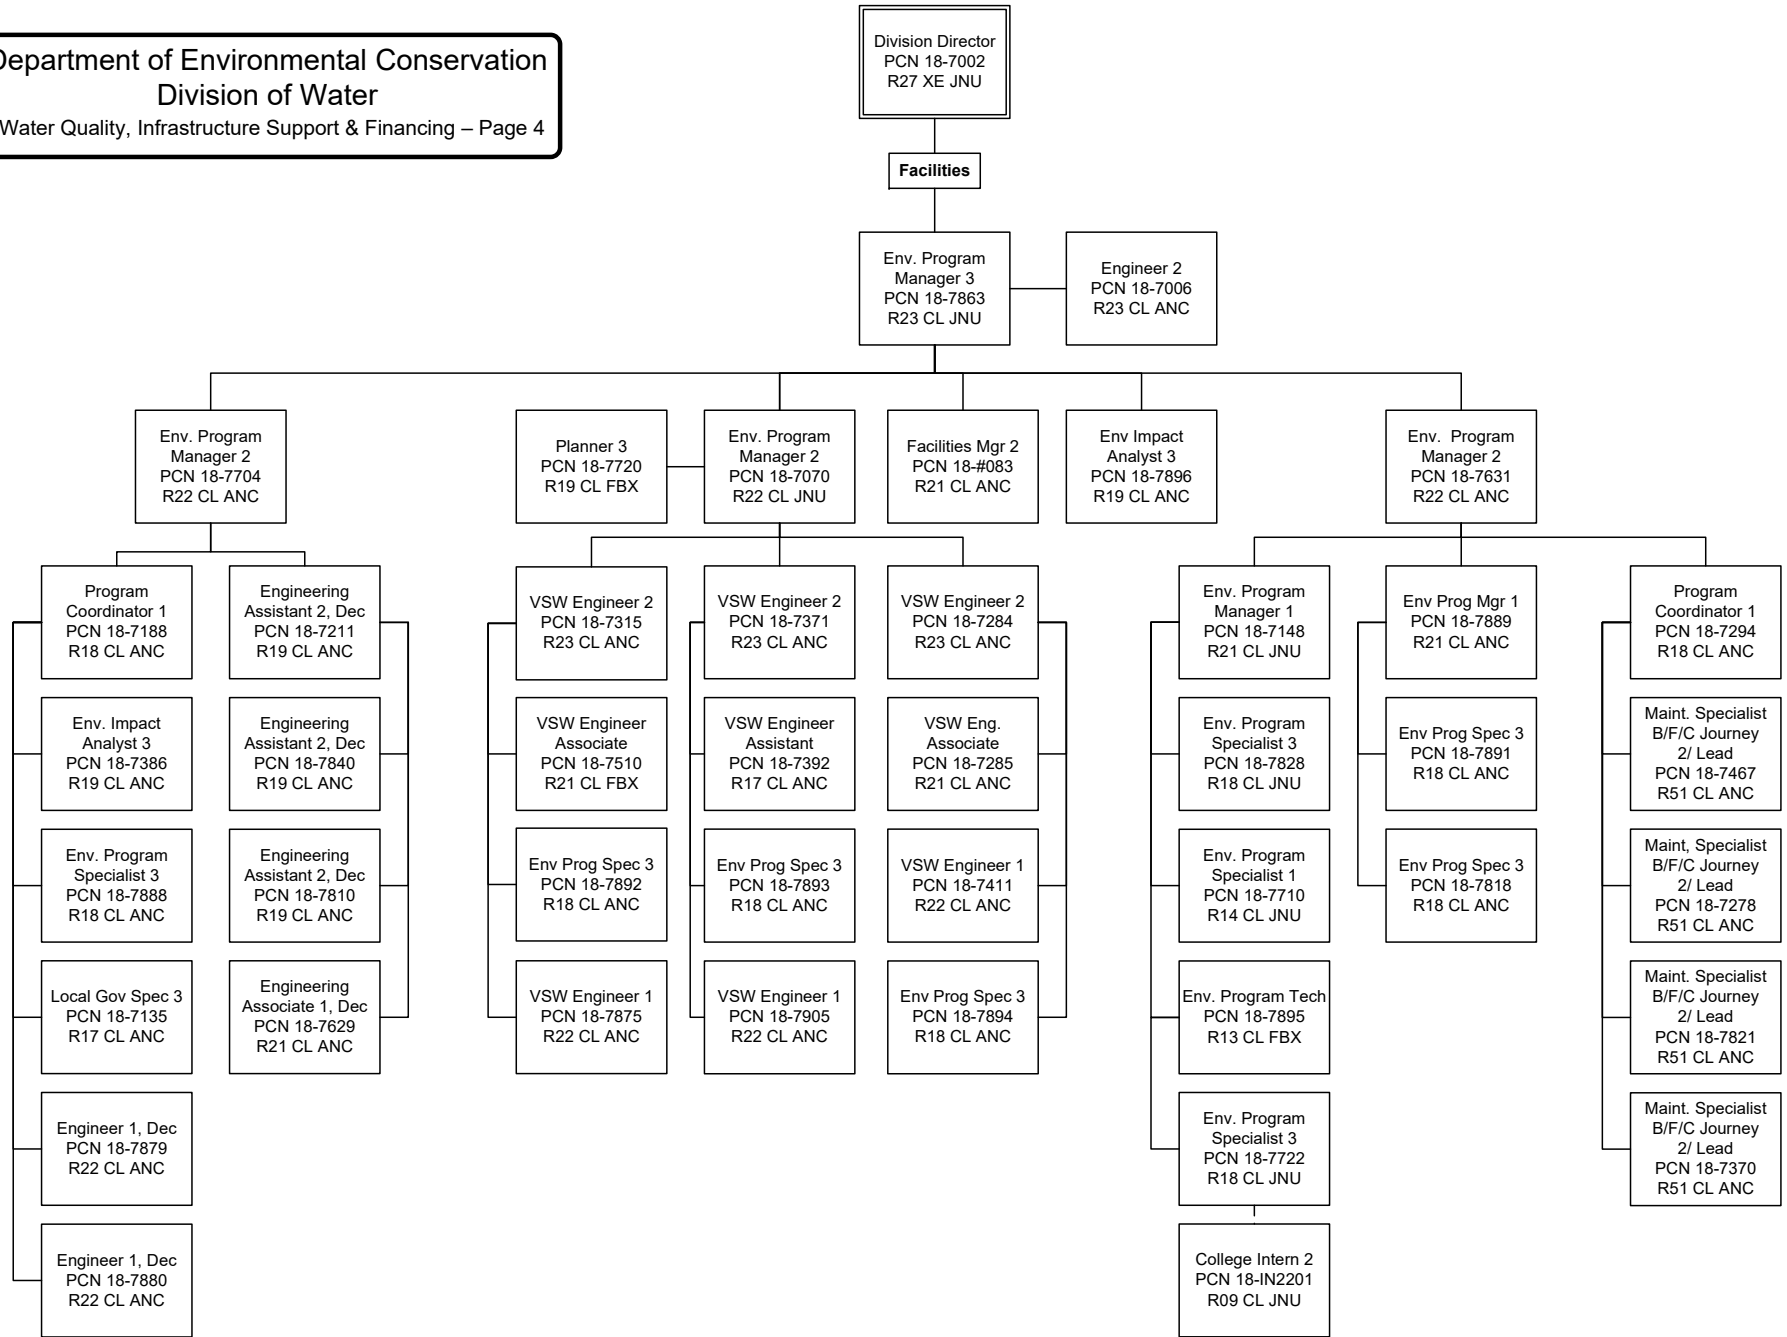 Department of Environmental Conservation
Division of Water
Water Quality, Infrastructure Support & Financing – Page 4
Division Director
PCN 18-7002
R27 XE JNU
Facilities
Env. Program
Manager 3
PCN 18-7863
R23 CL JNU
Engineer 2
PCN 18-7006
R23 CL ANC
Env. Program
Manager 2
PCN 18-7704
R22 CL ANC
Planner 3
PCN 18-7720
R19 CL FBX
Env. Program
Manager 2
PCN 18-7070
R22 CL JNU
Facilities Mgr 2
PCN 18-#083
R21 CL ANC
Env Impact
Analyst 3
PCN 18-7896
R19 CL ANC
Env. Program
Manager 2
PCN 18-7631
R22 CL ANC
Program
Coordinator 1
PCN 18-7188
R18 CL ANC
Engineering
Assistant 2, Dec
PCN 18-7211
R19 CL ANC
VSW Engineer 2
PCN 18-7315
R23 CL ANC
VSW Engineer 2
PCN 18-7371
R23 CL ANC
VSW Engineer 2
PCN 18-7284
R23 CL ANC
Env. Program
Manager 1
PCN 18-7148
R21 CL JNU
Env Prog Mgr 1
PCN 18-7889
R21 CL ANC
Program
Coordinator 1
PCN 18-7294
R18 CL ANC
Env. Impact
Analyst 3
PCN 18-7386
R19 CL ANC
Engineering
Assistant 2, Dec
PCN 18-7840
R19 CL ANC
VSW Engineer
Associate
PCN 18-7510
R21 CL FBX
VSW Engineer
Assistant
PCN 18-7392
R17 CL ANC
VSW Eng.
Associate
PCN 18-7285
R21 CL ANC
Env. Program
Specialist 3
PCN 18-7828
R18 CL JNU
Env Prog Spec 3
PCN 18-7891
R18 CL ANC
Maint. Specialist
B/F/C Journey
2/ Lead
PCN 18-7467
R51 CL ANC
Env. Program
Specialist 3
PCN 18-7888
R18 CL ANC
Engineering
Assistant 2, Dec
PCN 18-7810
R19 CL ANC
Env Prog Spec 3
PCN 18-7892
R18 CL ANC
Env Prog Spec 3
PCN 18-7893
R18 CL ANC
VSW Engineer 1
PCN 18-7411
R22 CL ANC
Env. Program
Specialist 1
PCN 18-7710
R14 CL JNU
Env Prog Spec 3
PCN 18-7818
R18 CL ANC
Maint, Specialist
B/F/C Journey
2/ Lead
PCN 18-7278
R51 CL ANC
Local Gov Spec 3
PCN 18-7135
R17 CL ANC
Engineering
Associate 1, Dec
PCN 18-7629
R21 CL ANC
VSW Engineer 1
PCN 18-7875
R22 CL ANC
VSW Engineer 1
PCN 18-7905
R22 CL ANC
Env Prog Spec 3
PCN 18-7894
R18 CL ANC
Env. Program Tech
PCN 18-7895
R13 CL FBX
Maint. Specialist
B/F/C Journey
2/ Lead
PCN 18-7821
R51 CL ANC
Engineer 1, Dec
PCN 18-7879
R22 CL ANC
Env. Program
Specialist 3
PCN 18-7722
R18 CL JNU
Maint. Specialist
B/F/C Journey
2/ Lead
PCN 18-7370
R51 CL ANC
Engineer 1, Dec
PCN 18-7880
R22 CL ANC
College Intern 2
PCN 18-IN2201
R09 CL JNU